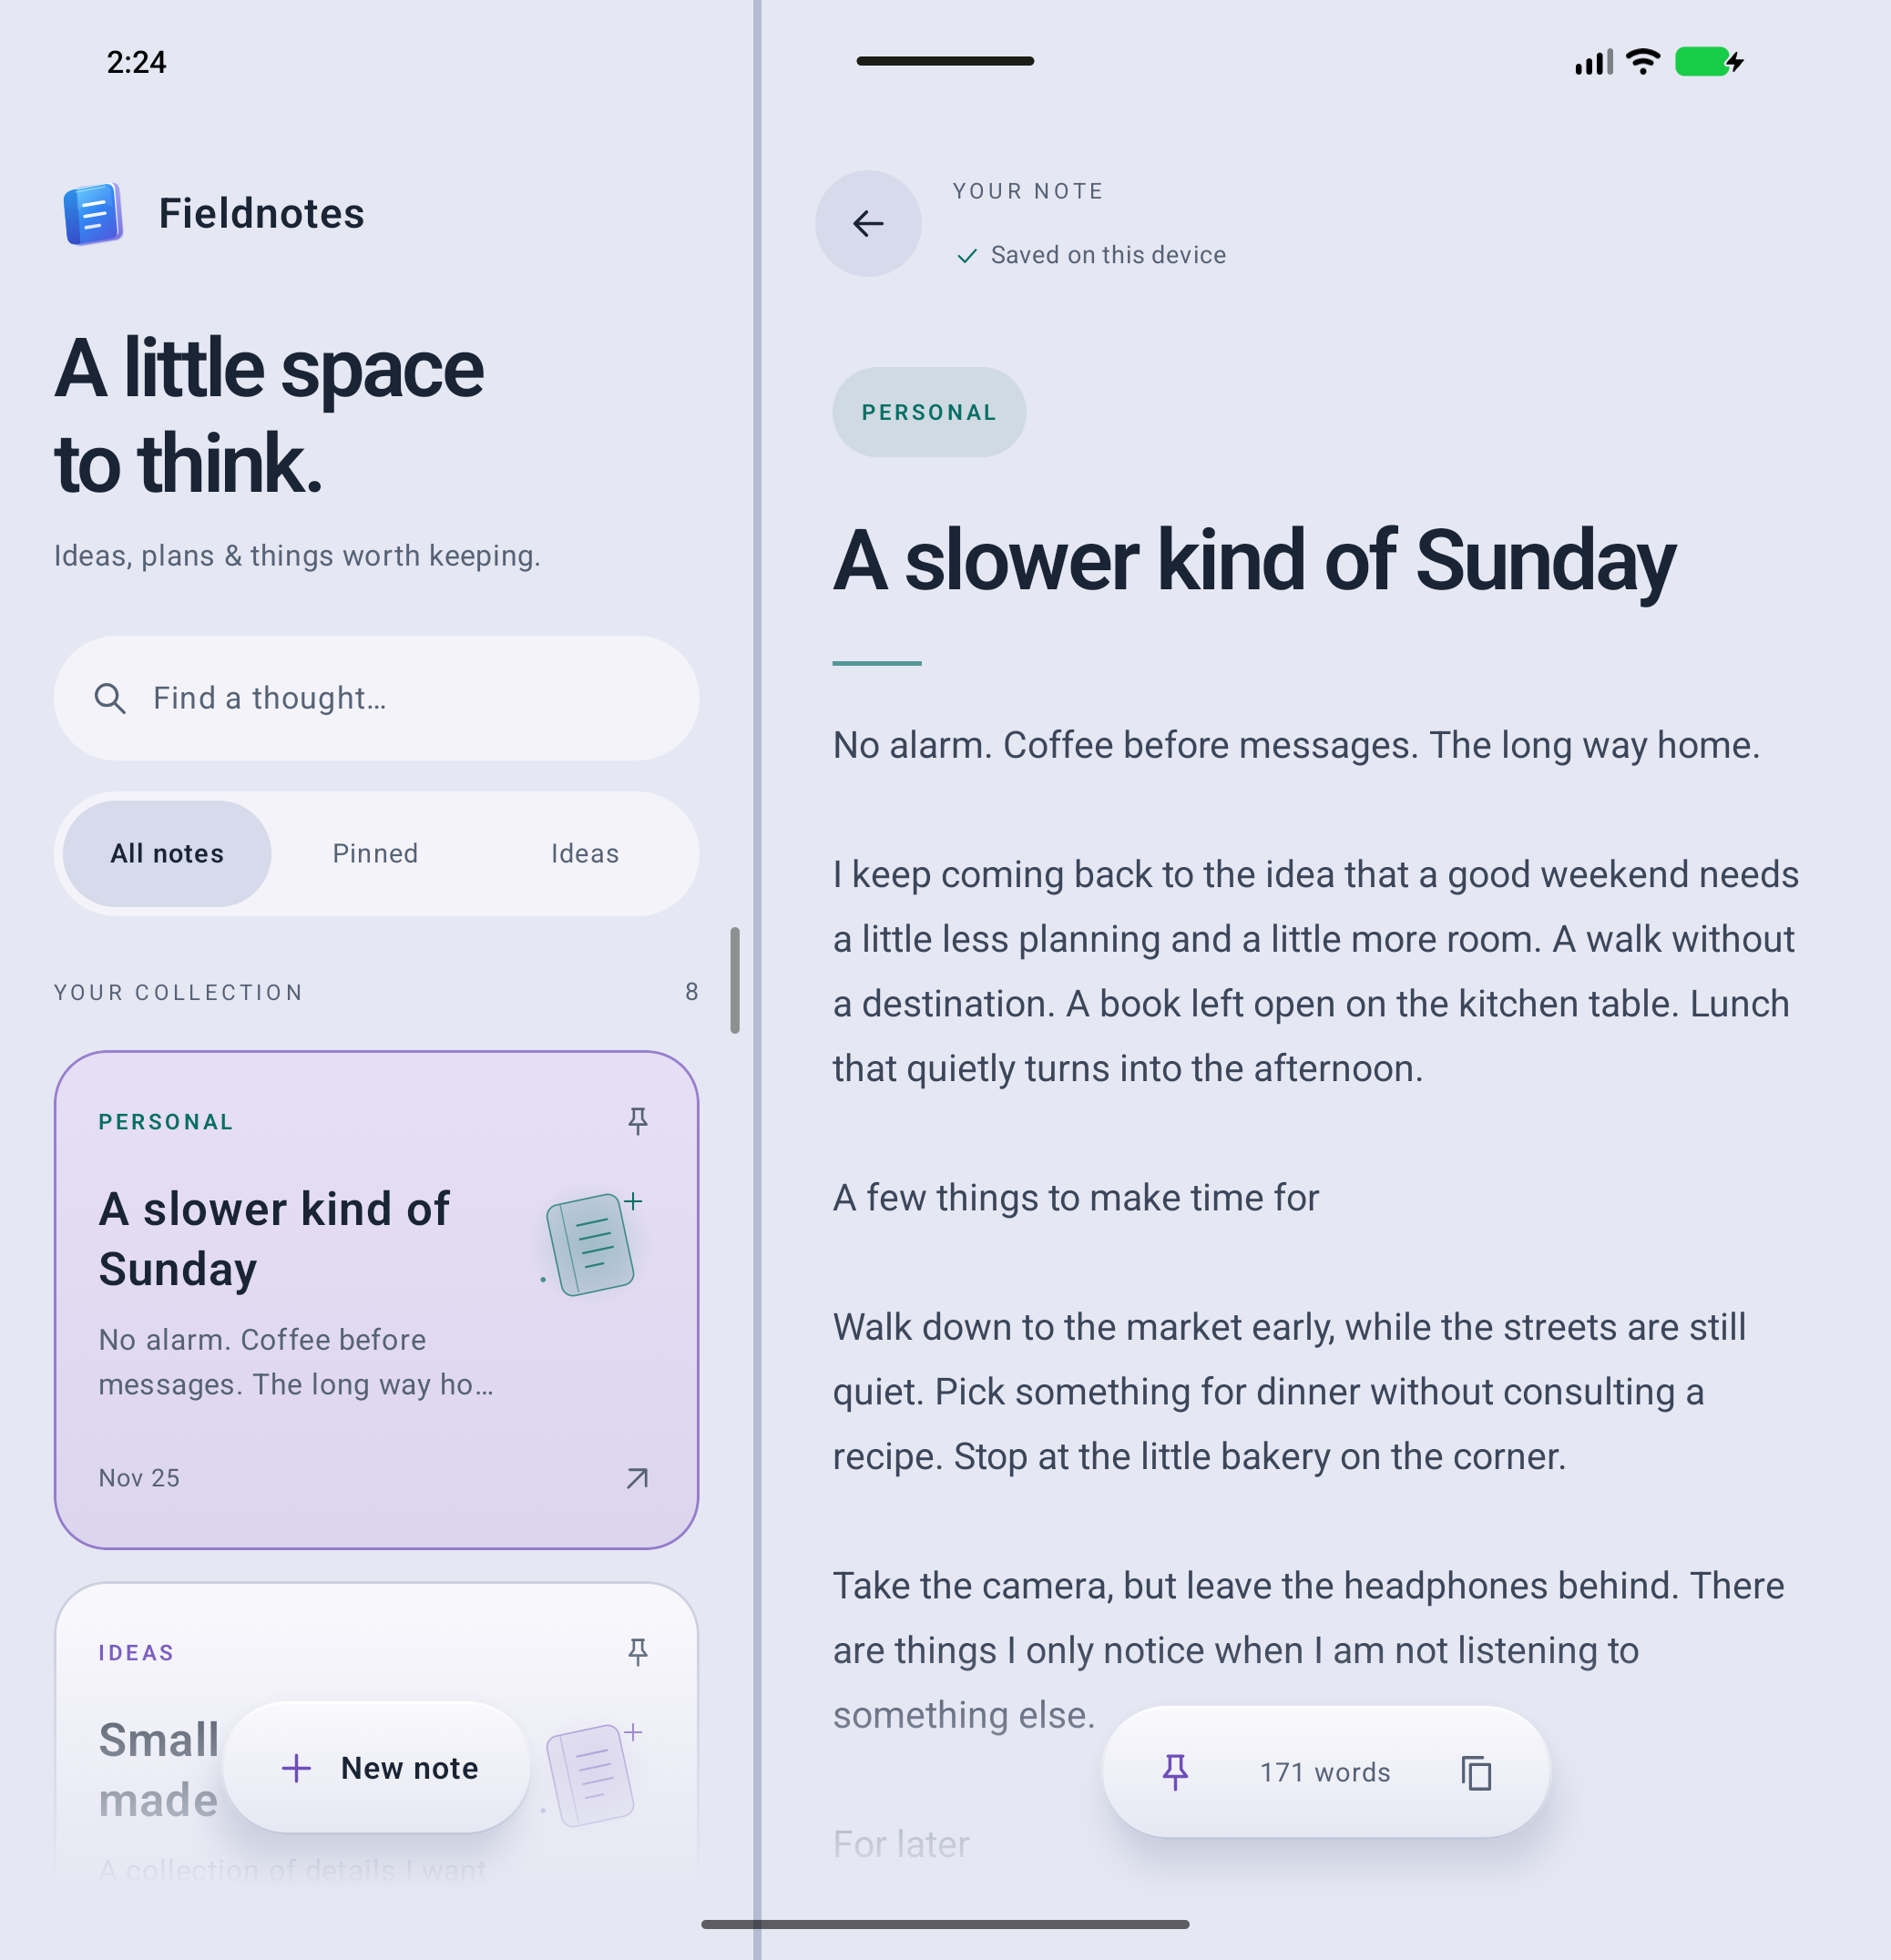 2:24
Fieldnotes
A little space
to think.
Ideas, plans & things worth keeping.
Find a thought…
All notes
Pinned
Ideas
YOUR COLLECTION
8
PERSONAL
A slower kind of
Sunday
No alarm. Coffee before
messages. The long way ho…
Nov 25
IDEAS
Small
made
A collection of details I want
New note
YOUR NOTE
Saved on this device
PERSONAL
A slower kind of Sunday
No alarm. Coffee before messages. The long way home.
I keep coming back to the idea that a good weekend needs
a little less planning and a little more room. A walk without
a destination. A book left open on the kitchen table. Lunch
that quietly turns into the afternoon.
A few things to make time for
Walk down to the market early, while the streets are still
quiet. Pick something for dinner without consulting a
recipe. Stop at the little bakery on the corner.
Take the camera, but leave the headphones behind. There
are things I only notice when I am not listening to
something else.
For later
171 words